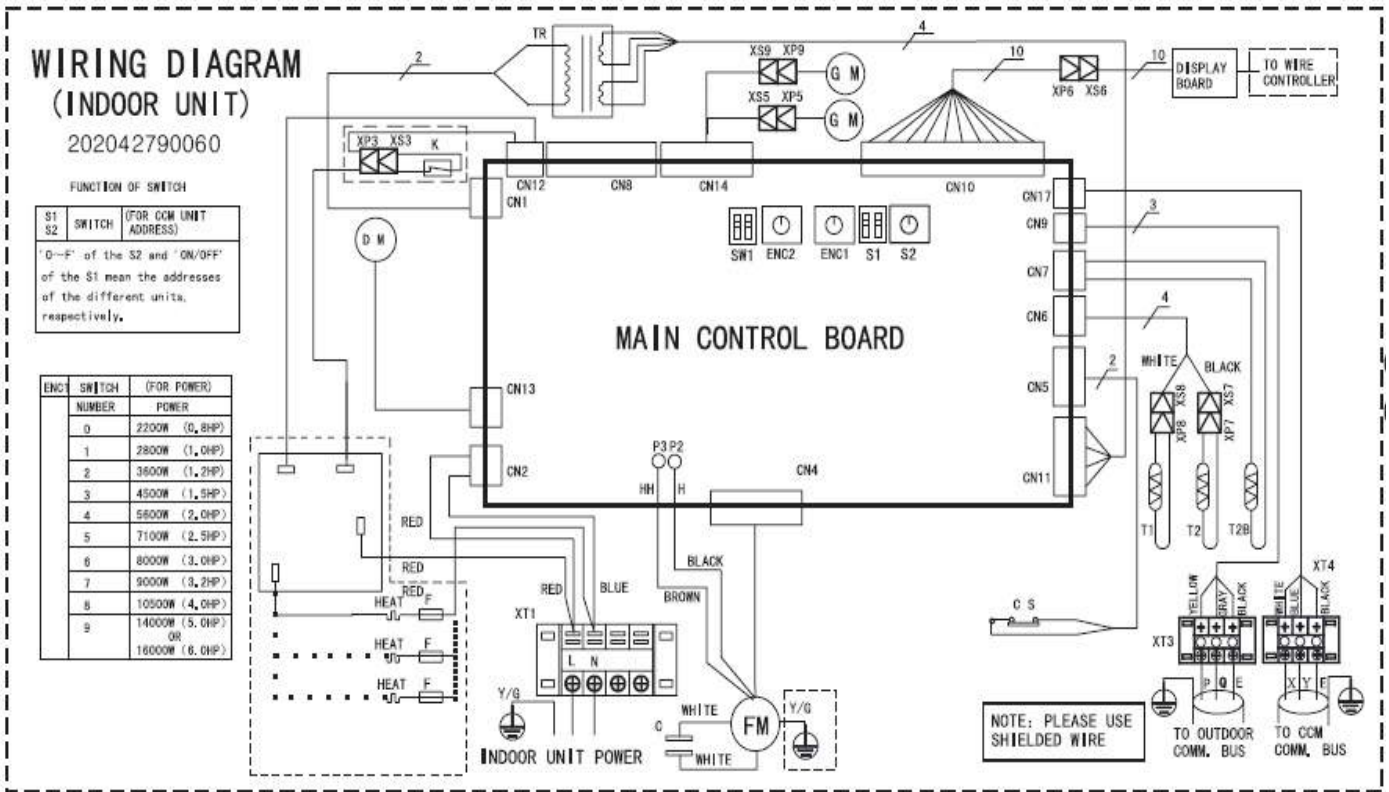 WIRING DIAGRAM
(INDOOR UNIT)
202042790060
FUNCTION OF SWITCH
S1
S2
SWITCH
(FOR CCM UNIT
ADDRESS)
'0~F' of the S2 and 'ON/OFF'
of the S1 mean the addresses
of the different units,
respectively.
ENC1 SWITCH (FOR POWER)
NUMBER POWER
0 2200W (0.8HP)
1 2800W (1.0HP)
2 3600W (1.2HP)
3 4500W (1.5HP)
4 5600W (2.0HP)
5 7100W (2.5HP)
6 8000W (3.0HP)
7 9000W (3.2HP)
8 10500W (4.0HP)
9 14000W (5.0HP)
OR
16000W (6.0HP)
2
TR
4
XS9 XP9
G M
XS5 XP5
G M
10
XP6 XS6
10
DISPLAY
BOARD
TO WIRE
CONTROLLER
XP3 XS3 K
CN12 CN8 CN14 CN10
CN1
D M
CN13
CN2
SW1 ENC2 ENC1 S1 S2
MAIN CONTROL BOARD
CN17
CN9
CN7
CN6
CN5
CN11
3
4
2
P3 P2
HH H
CN4
WHITE BLACK
XS8 XS7
XP8 XP7
T1 T2 T2B
RED
RED
RED
HEAT F
HEAT F
HEAT F
RED BLUE
BLACK
BROWN
XT1
L N
Y/G
INDOOR UNIT POWER
WHITE
C
WHITE
FM
Y/G
C S
NOTE: PLEASE USE
SHIELDED WIRE
XT4
YELLOW GRAY BLACK
WHITE BLUE BLACK
XT3
P Q E
X Y F
TO OUTDOOR
COMM. BUS
TO CCM
COMM. BUS